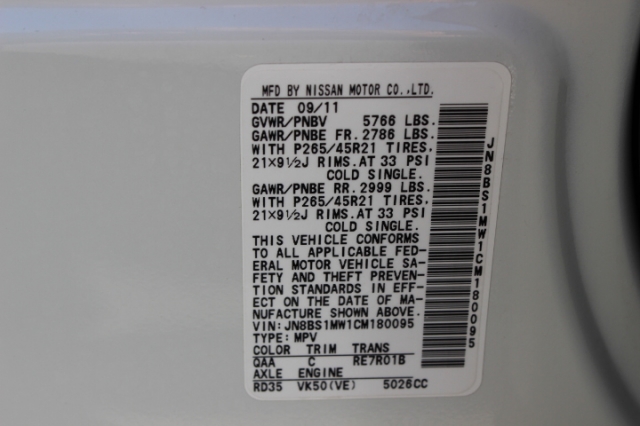 MFD BY NISSAN MOTOR CO.,LTD.
DATE 09/11
GVWR/PNBV 5766 LBS.
GAWR/PNBE FR. 2786 LBS.
WITH P265/45R21 TIRES.
21×9½J RIMS.AT 33 PSI
COLD SINGLE.
GAWR/PNBE RR. 2999 LBS.
WITH P265/45R21 TIRES.
21×9½J RIMS.AT 33 PSI
COLD SINGLE.
THIS VEHICLE CONFORMS
TO ALL APPLICABLE FED-
ERAL MOTOR VEHICLE SA-
FETY AND THEFT PREVEN-
TION STANDARDS IN EFF-
ECT ON THE DATE OF MA-
NUFACTURE SHOWN ABOVE.
VIN: JN8BS1MW1CM180095
TYPE: MPV
COLOR TRIM TRANS
QAA C RE7R01B
AXLE ENGINE
RD35 VK50(VE) 5026CC
JN8BS1MW1CM180095